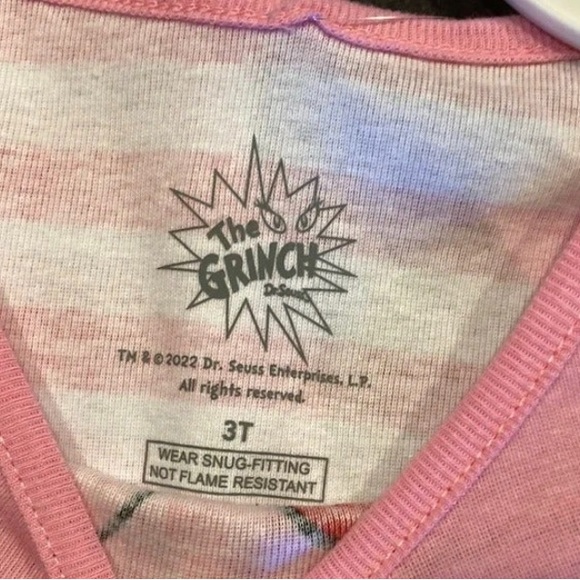 The
GRINCH
Dr. Seuss
TM & © 2022 Dr. Seuss Enterprises, L.P.
All rights reserved.
3T
WEAR SNUG-FITTING
NOT FLAME RESISTANT